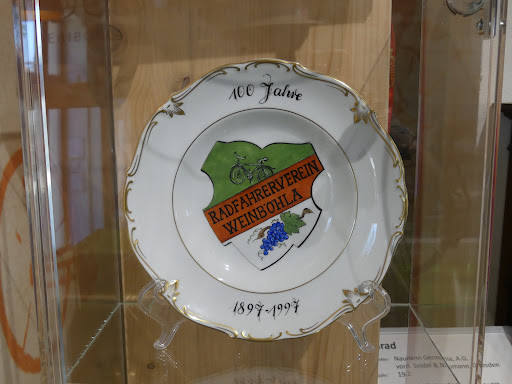 100 Jahre
RADFAHRERVEREIN
WEINBÖHLA
1897-1997
rad
Naumann Germania, A.G.
vorm. Seidel & Naumann, Dresden